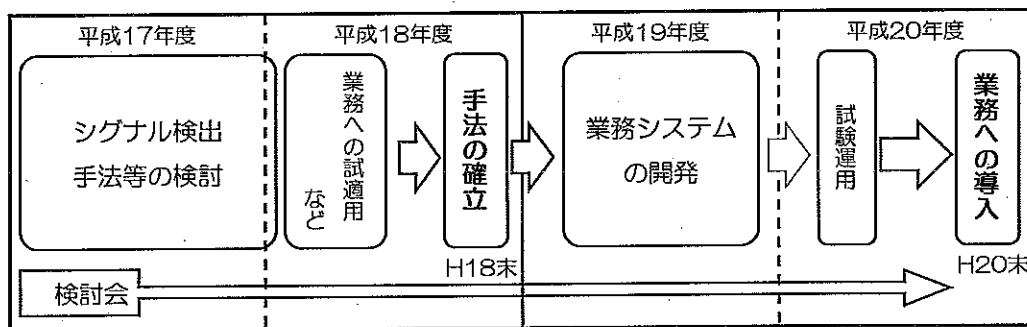 平成17年度
平成18年度
平成19年度
平成20年度
シグナル検出
手法等の検討
業務への試適用
など
手法の確立
業務システム
の開発
試験運用
業務への導入
H18末
H20末
検討会